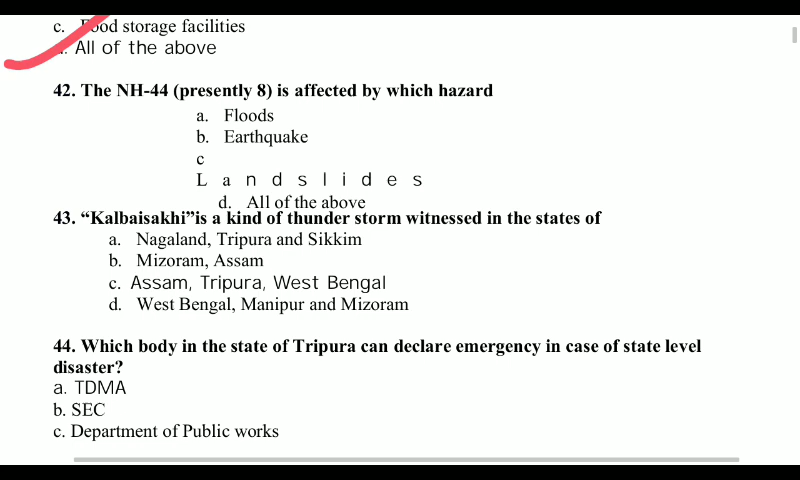 c. Food storage facilities
. All of the above
42. The NH-44 (presently 8) is affected by which hazard
a. Floods
b. Earthquake
c
L a n d s l i d e s
d. All of the above
43. “Kalbaisakhi”is a kind of thunder storm witnessed in the states of
a. Nagaland, Tripura and Sikkim
b. Mizoram, Assam
c. Assam, Tripura, West Bengal
d. West Bengal, Manipur and Mizoram
44. Which body in the state of Tripura can declare emergency in case of state level
disaster?
a. TDMA
b. SEC
c. Department of Public works